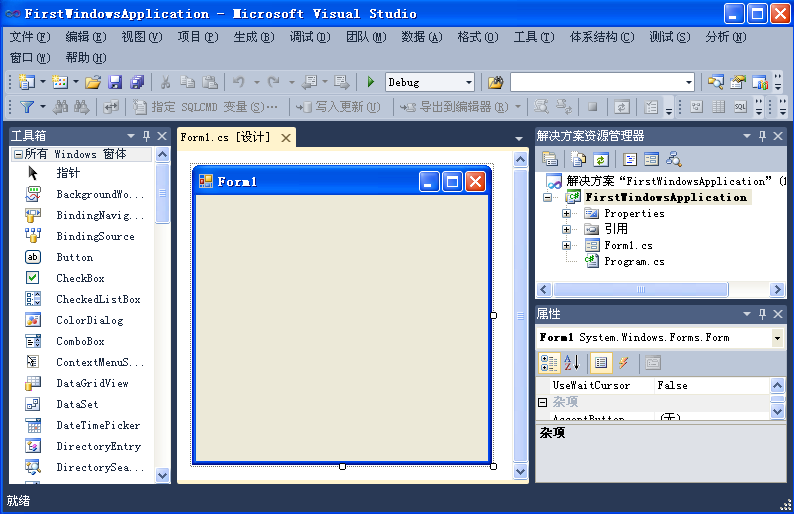 FirstWindowsApplication - Microsoft Visual Studio
文件(F) 编辑(E) 视图(V) 项目(P) 生成(B) 调试(D) 团队(M) 数据(A) 格式(O) 工具(T) 体系结构(C) 测试(S) 分析(N)
窗口(W) 帮助(H)
Debug
指定 SQLCMD 变量(S)... 写入更新(U) 导出到编辑器(R) SQL
工具箱
所有 Windows 窗体
指针
BackgroundWo...
BindingNavig...
BindingSource
Button
CheckBox
CheckedListBox
ColorDialog
ComboBox
ContextMenuS...
DataGridView
DataSet
DateTimePicker
DirectoryEntry
DirectorySea...
Form1.cs [设计]
Form1
解决方案资源管理器
解决方案“FirstWindowsApplication”(1
FirstWindowsApplication
Properties
引用
Form1.cs
Program.cs
属性
Form1 System.Windows.Forms.Form
UseWaitCursor False
杂项
AcceptButton (无)
杂项
就绪